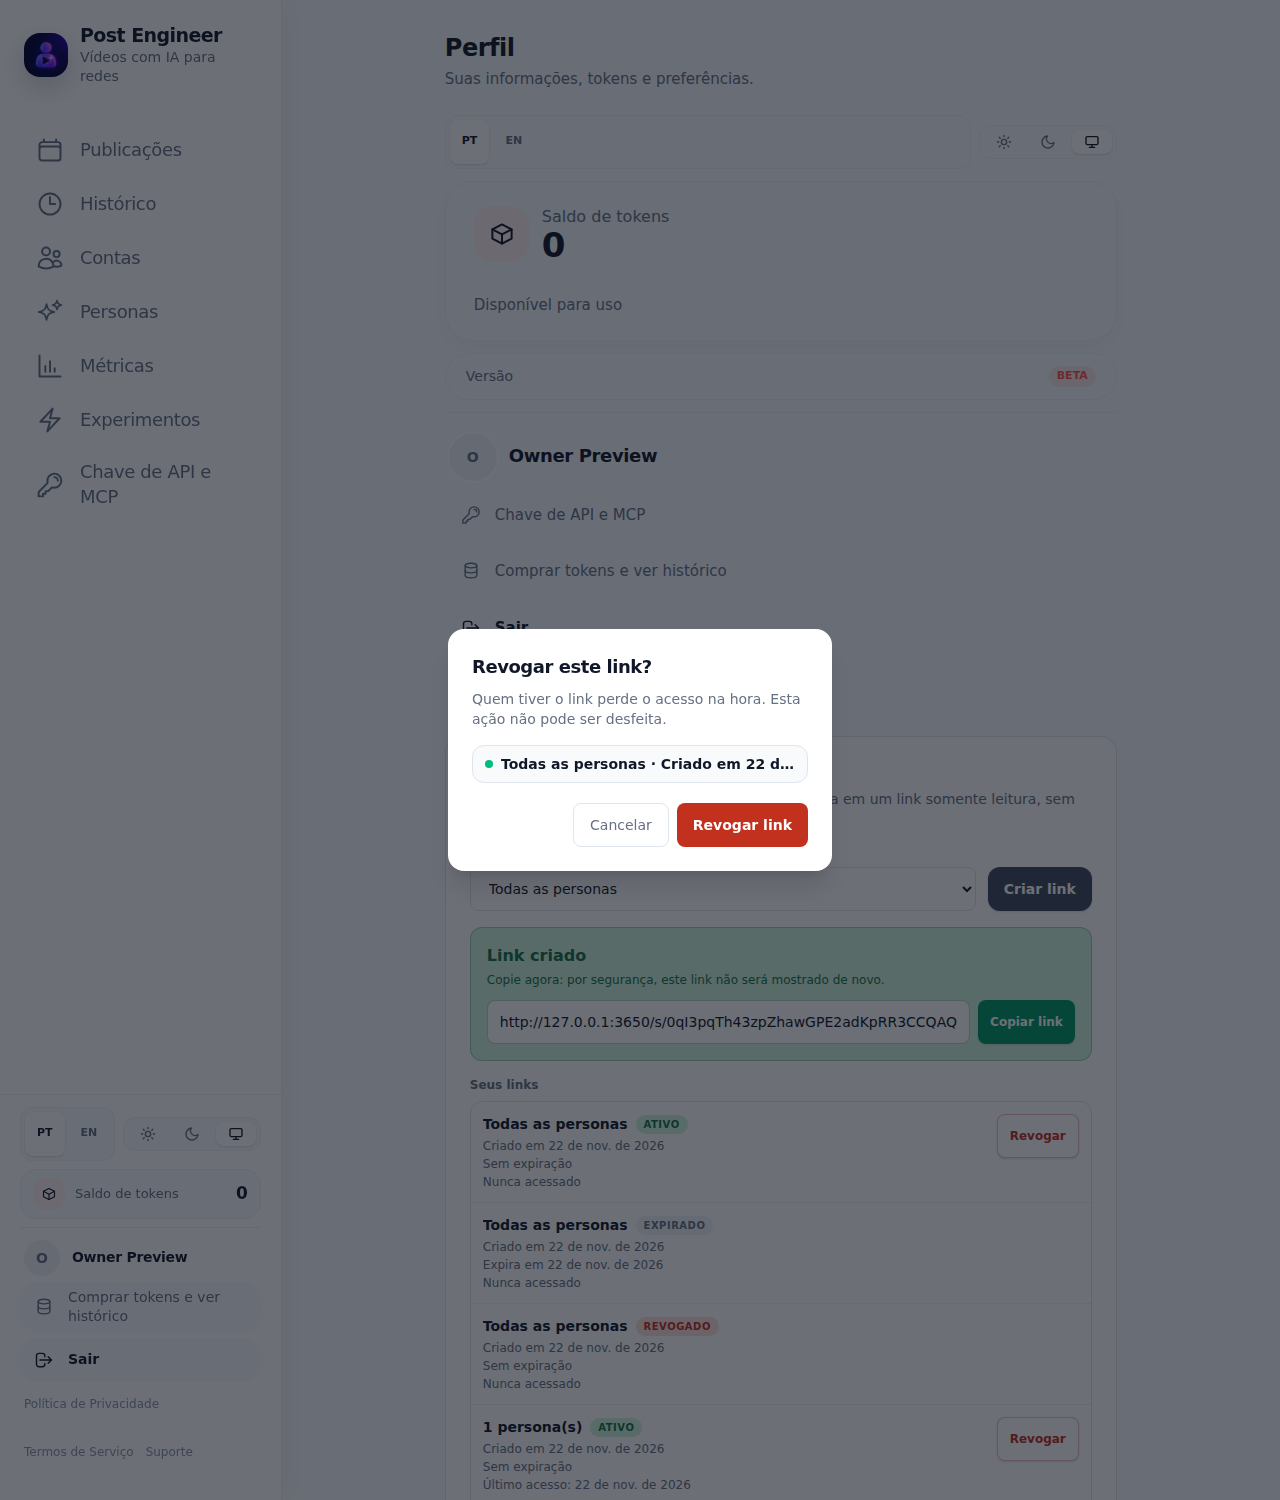 Post Engineer
Vídeos com IA para
redes
Publicações
Histórico
Contas
Personas
Métricas
Experimentos
Chave de API e
MCP
PT EN
Saldo de tokens 0
O Owner Preview
Comprar tokens e ver
histórico
Sair
Política de Privacidade
Termos de Serviço Suporte
Perfil
Suas informações, tokens e preferências.
PT EN
Saldo de tokens
0
Disponível para uso
Versão BETA
O Owner Preview
Chave de API e MCP
Comprar tokens e ver histórico
Sair
Revogar este link?
Quem tiver o link perde o acesso na hora. Esta
ação não pode ser desfeita.
Todas as personas · Criado em 22 d...
Cancelar Revogar link
a em um link somente leitura, sem
Todas as personas Criar link
Link criado
Copie agora: por segurança, este link não será mostrado de novo.
http://127.0.0.1:3650/s/0qI3pqTh43zpZhawGPE2adKpRR3CCQAQ Copiar link
Seus links
Todas as personas ATIVO Revogar
Criado em 22 de nov. de 2026
Sem expiração
Nunca acessado
Todas as personas EXPIRADO
Criado em 22 de nov. de 2026
Expira em 22 de nov. de 2026
Nunca acessado
Todas as personas REVOGADO
Criado em 22 de nov. de 2026
Sem expiração
Nunca acessado
1 persona(s) ATIVO Revogar
Criado em 22 de nov. de 2026
Sem expiração
Último acesso: 22 de nov. de 2026